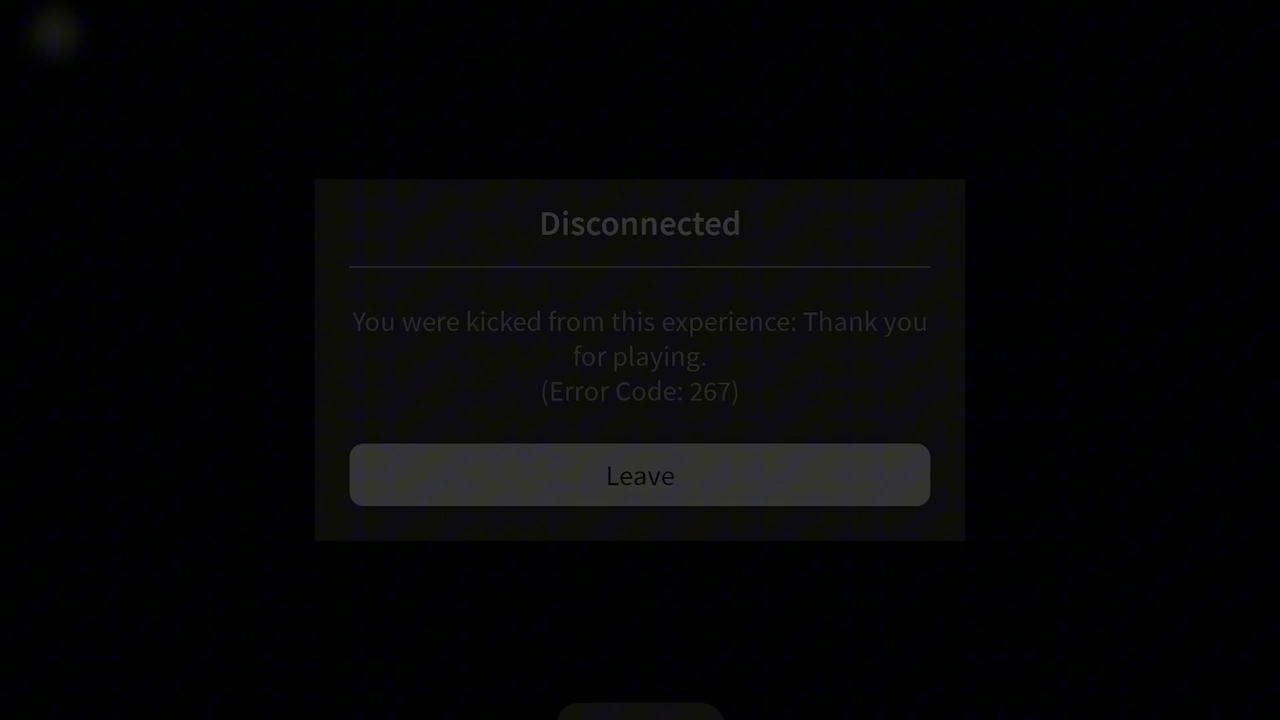 Disconnected
You were kicked from this experience: Thank you
for playing.
(Error Code: 267)
Leave